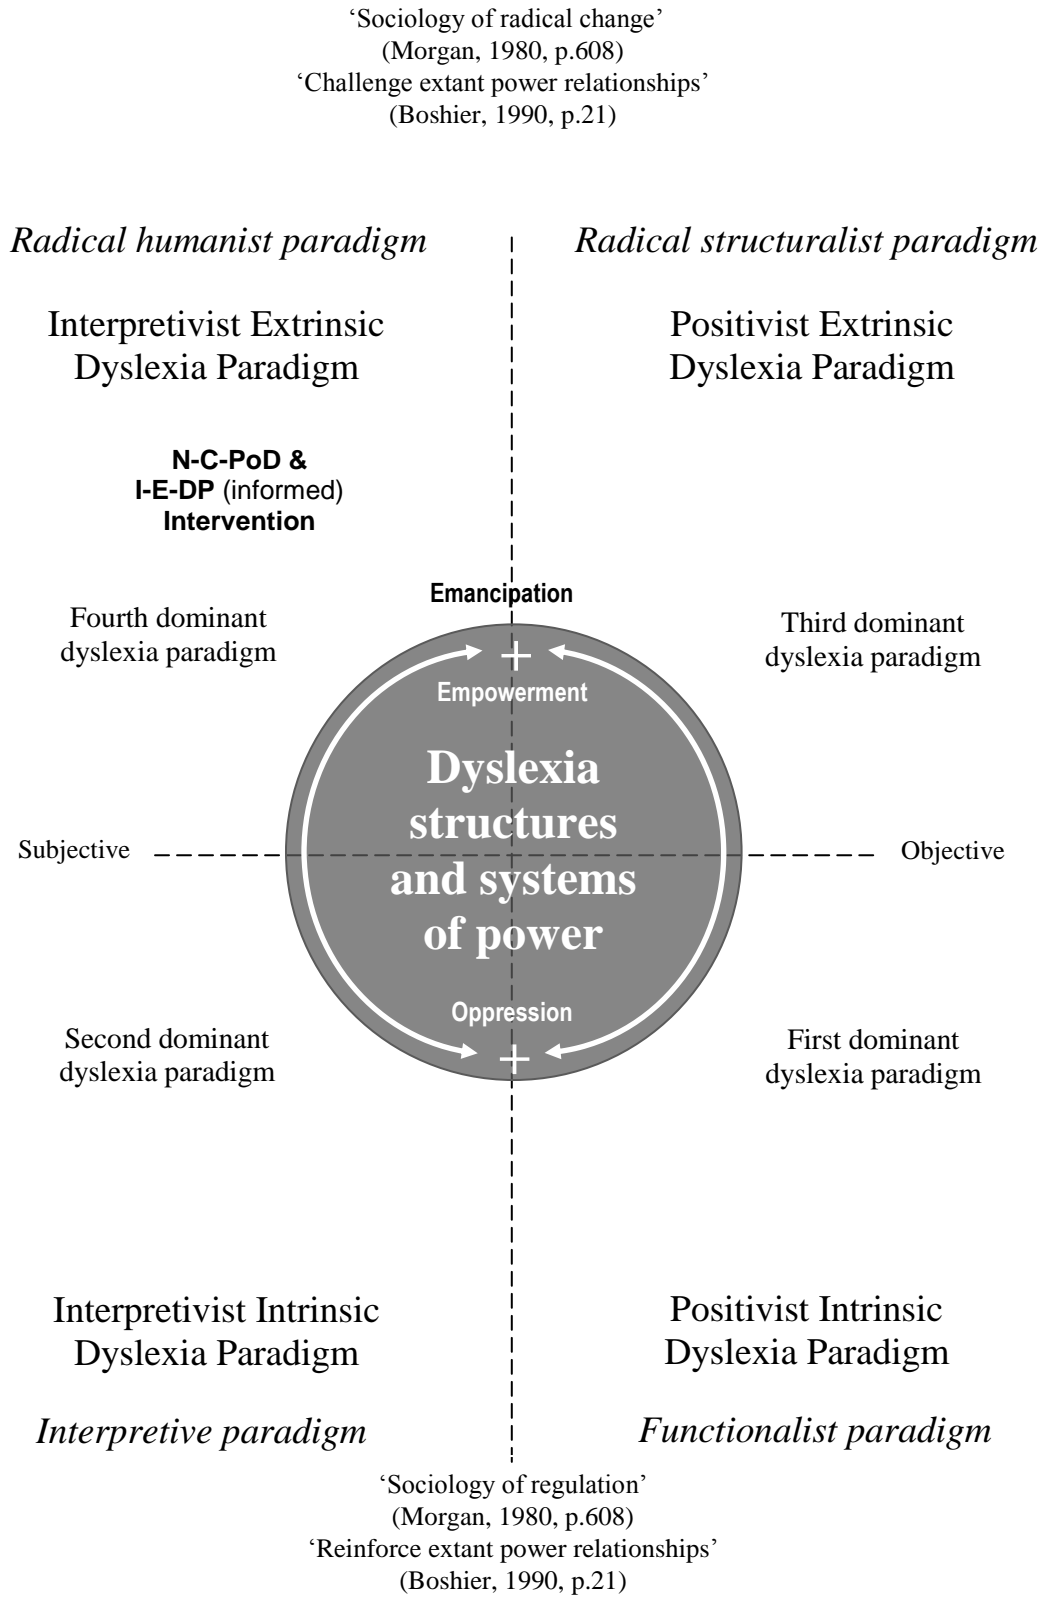 ‘Sociology of radical change’
(Morgan, 1980, p.608)
‘Challenge extant power relationships’
(Boshier, 1990, p.21)
Radical humanist paradigm
Radical structuralist paradigm
Interpretivist Extrinsic
Dyslexia Paradigm
Positivist Extrinsic
Dyslexia Paradigm
N-C-PoD &
I-E-DP (informed)
Intervention
Emancipation
Fourth dominant
dyslexia paradigm
Third dominant
dyslexia paradigm
+
Empowerment
Dyslexia
structures
and systems
of power
Subjective
Objective
Oppression
+
Second dominant
dyslexia paradigm
First dominant
dyslexia paradigm
Interpretivist Intrinsic
Dyslexia Paradigm
Positivist Intrinsic
Dyslexia Paradigm
Interpretive paradigm
Functionalist paradigm
‘Sociology of regulation’
(Morgan, 1980, p.608)
‘Reinforce extant power relationships’
(Boshier, 1990, p.21)